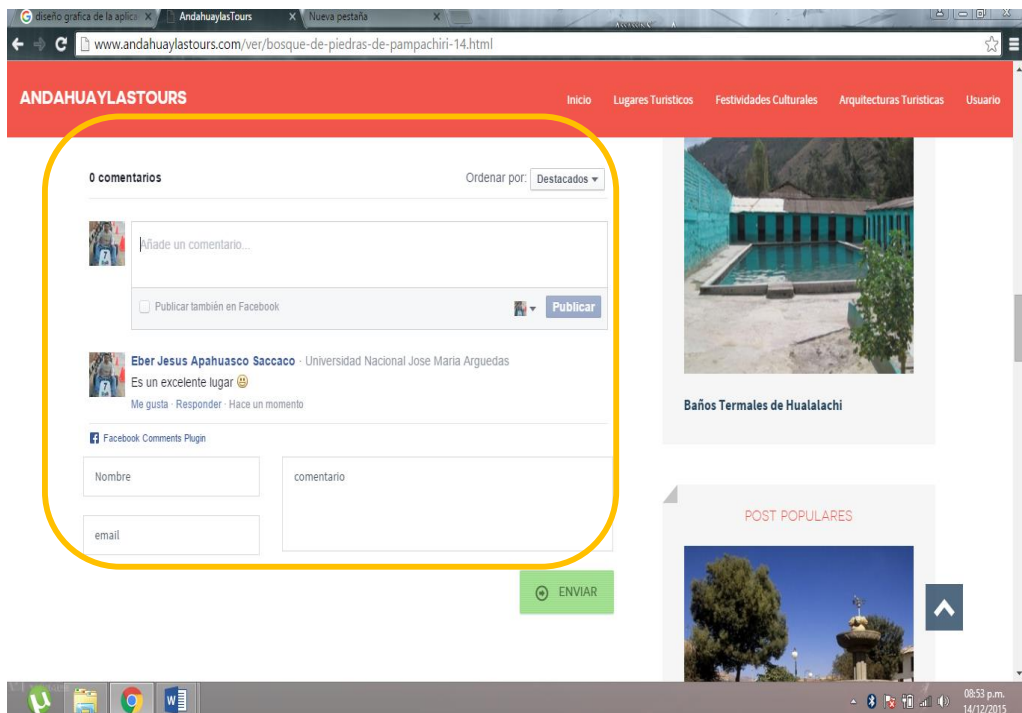 diseño grafica de la aplica
AndahuaylasTours
Nueva pestaña
www.andahuaylastours.com/ver/bosque-de-piedras-de-pampachiri-14.html
ANDAHUAYLASTOURS
Inicio
Lugares Turisticos
Festividades Culturales
Arquitecturas Turisticas
Usuario
0 comentarios
Ordenar por: Destacados
Añade un comentario...
Publicar también en Facebook
Publicar
Eber Jesus Apahuasco Saccaco · Universidad Nacional Jose Maria Arguedas
Es un excelente lugar
Me gusta · Responder · Hace un momento
Facebook Comments Plugin
Nombre
comentario
email
ENVIAR
Baños Termales de Hualalachi
POST POPULARES
08:53 p.m.
14/12/2015